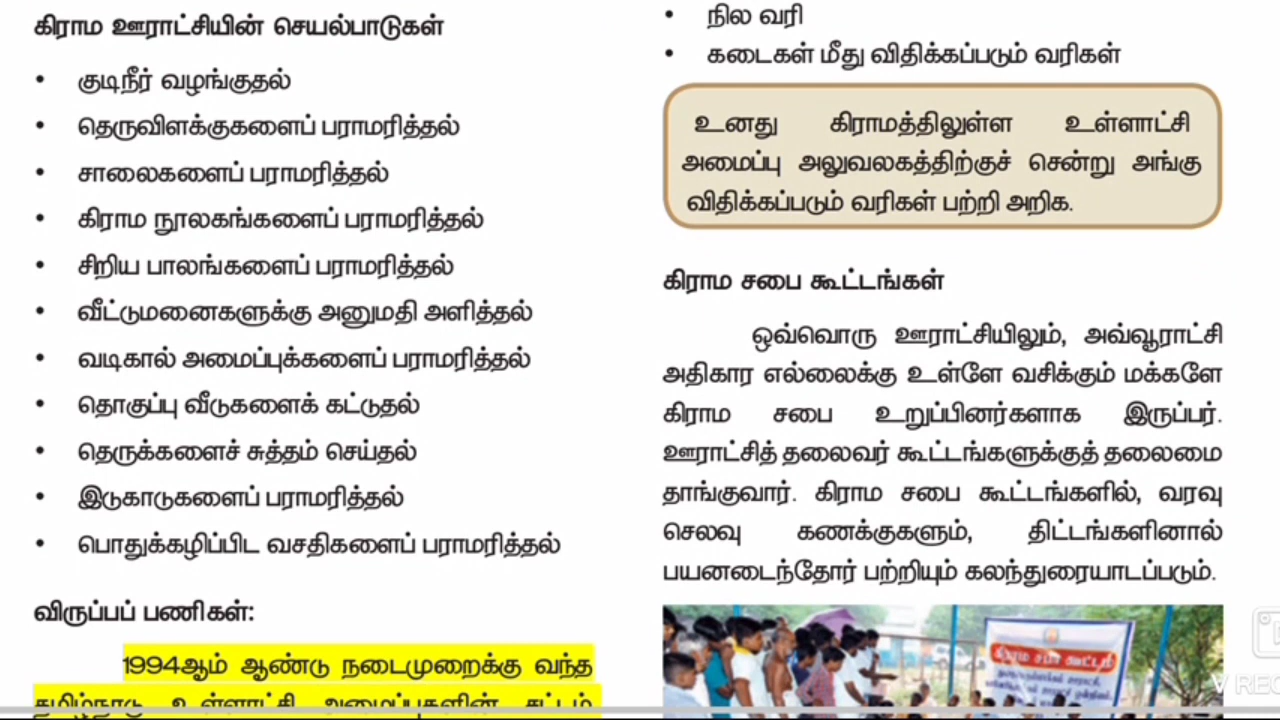 கிராம ஊராட்சியின் செயல்பாடுகள்
• குடிநீர் வழங்குதல்
• தெருவிளக்குகளைப் பராமரித்தல்
• சாலைகளைப் பராமரித்தல்
• கிராம நூலகங்களைப் பராமரித்தல்
• சிறிய பாலங்களைப் பராமரித்தல்
• வீட்டுமனைகளுக்கு அனுமதி அளித்தல்
• வடிகால் அமைப்புக்களைப் பராமரித்தல்
• தொகுப்பு வீடுகளைக் கட்டுதல்
• தெருக்களைச் சுத்தம் செய்தல்
• இடுகாடுகளைப் பராமரித்தல்
• பொதுக்கழிப்பிட வசதிகளைப் பராமரித்தல்
விருப்பப் பணிகள்:
1994ஆம் ஆண்டு நடைமுறைக்கு வந்த
தமிழ்நாடு உள்ளாட்சி அமைப்புகளின் சட்டம்
• நில வரி
• கடைகள் மீது விதிக்கப்படும் வரிகள்
உனது கிராமத்திலுள்ள உள்ளாட்சி
அமைப்பு அலுவலகத்திற்குச் சென்று அங்கு
விதிக்கப்படும் வரிகள் பற்றி அறிக.
கிராம சபை கூட்டங்கள்
ஒவ்வொரு ஊராட்சியிலும், அவ்வூராட்சி
அதிகார எல்லைக்கு உள்ளே வசிக்கும் மக்களே
கிராம சபை உறுப்பினர்களாக இருப்பர்.
ஊராட்சித் தலைவர் கூட்டங்களுக்குத் தலைமை
தாங்குவார். கிராம சபை கூட்டங்களில், வரவு
செலவு கணக்குகளும், திட்டங்களினால்
பயனடைந்தோர் பற்றியும் கலந்துரையாடப்படும்.
கிராம சபா கூட்டம்